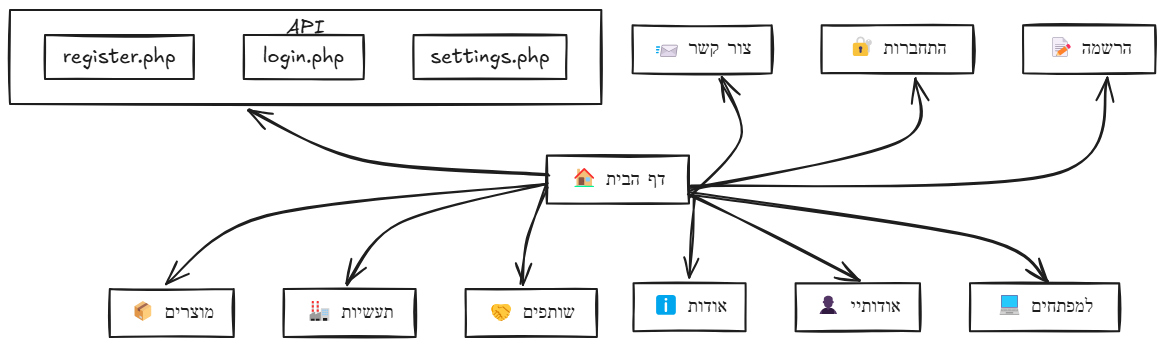 API
register.php
login.php
settings.php
צור קשר
התחברות
הרשמה
דף הבית
מוצרים
תעשיות
שותפים
אודות
אודותיי
למפתחים